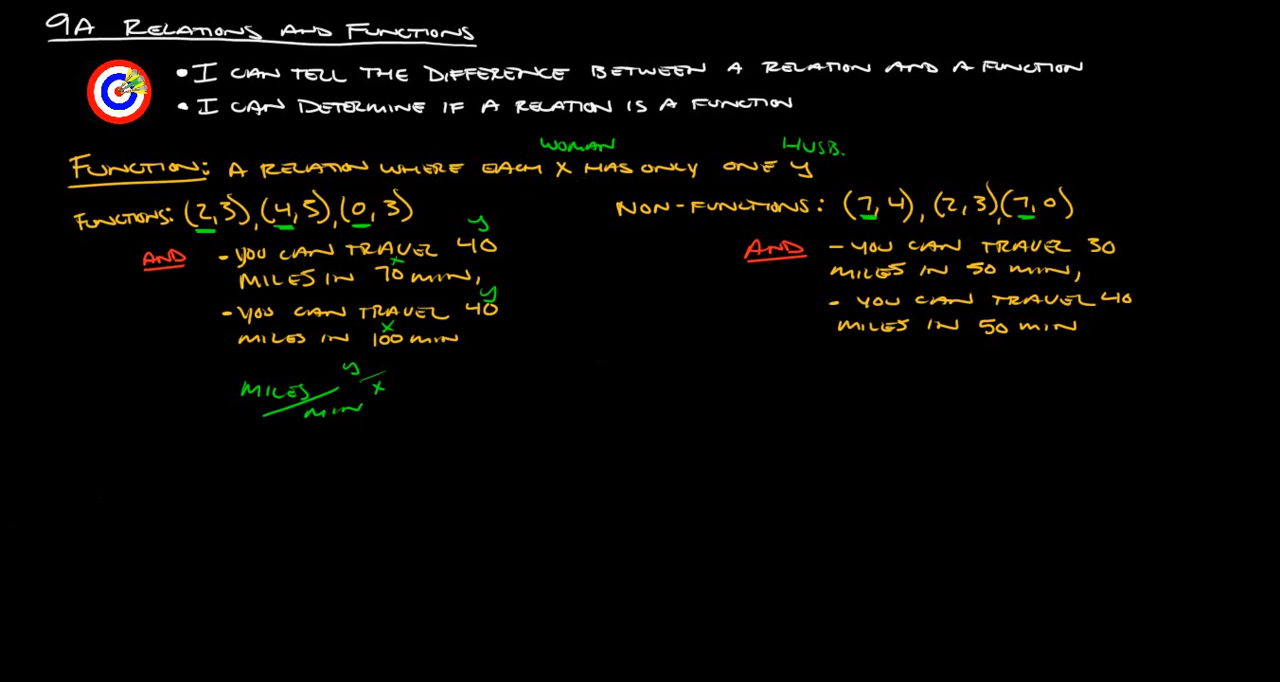 9A RELATIONS AND FUNCTIONS
• I CAN TELL THE DIFFERENCE BETWEEN A RELATION AND A FUNCTION
• I CAN DETERMINE IF A RELATION IS A FUNCTION
WOMAN HUSB.
FUNCTION: A RELATION WHERE EACH X HAS ONLY ONE Y
FUNCTIONS: (2,3), (4,5), (0,3)
y
AND - YOU CAN TRAVEL 40
x
MILES IN 70 MIN,
y
- YOU CAN TRAVEL 40
x
MILES IN 100 MIN
MILES/MIN y/x
NON-FUNCTIONS: (7,4), (2,3), (7,0)
AND - YOU CAN TRAVEL 30
MILES IN 50 MIN,
- YOU CAN TRAVEL 40
MILES IN 50 MIN